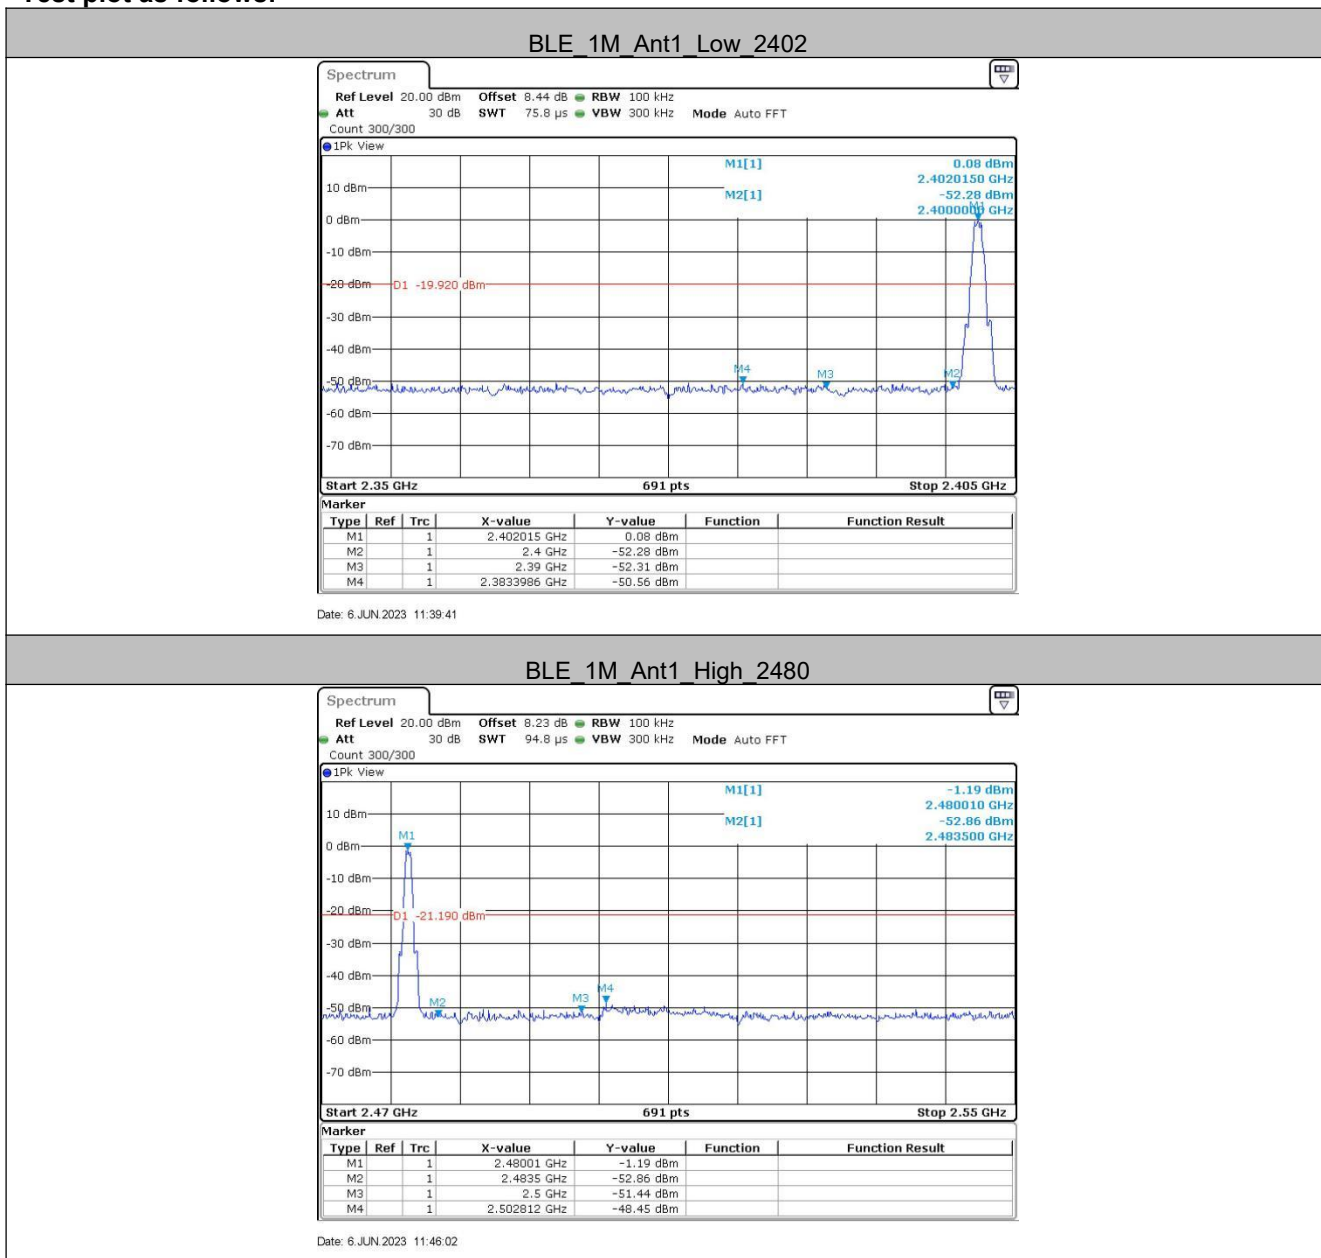 Test plot as follows:
BLE_1M_Ant1_Low_2402
Spectrum
Ref Level 20.00 dBm Offset 8.44 dB RBW 100 kHz
Att 30 dB SWT 75.8 µs VBW 300 kHz Mode Auto FFT
Count 300/300
1Pk View
M1[1] 0.08 dBm
2.4020150 GHz
M2[1] -52.28 dBm
2.4000000 GHz
M1
10 dBm
0 dBm
-10 dBm
-20 dBm
D1 -19.920 dBm
-30 dBm
-40 dBm
M4 M3 M2
-50 dBm
-60 dBm
-70 dBm
Start 2.35 GHz 691 pts Stop 2.405 GHz
Marker
Type Ref Trc X-value Y-value Function Function Result
M1 1 2.402015 GHz 0.08 dBm
M2 1 2.4 GHz -52.28 dBm
M3 1 2.39 GHz -52.31 dBm
M4 1 2.3833986 GHz -50.56 dBm
Date: 6.JUN.2023 11:39:41
BLE_1M_Ant1_High_2480
Spectrum
Ref Level 20.00 dBm Offset 8.23 dB RBW 100 kHz
Att 30 dB SWT 94.8 µs VBW 300 kHz Mode Auto FFT
Count 300/300
1Pk View
M1[1] -1.19 dBm
2.480010 GHz
M2[1] -52.86 dBm
2.483500 GHz
10 dBm
M1
0 dBm
-10 dBm
-20 dBm
D1 -21.190 dBm
-30 dBm
-40 dBm
M2 M3 M4
-50 dBm
-60 dBm
-70 dBm
Start 2.47 GHz 691 pts Stop 2.55 GHz
Marker
Type Ref Trc X-value Y-value Function Function Result
M1 1 2.48001 GHz -1.19 dBm
M2 1 2.4835 GHz -52.86 dBm
M3 1 2.5 GHz -51.44 dBm
M4 1 2.502812 GHz -48.45 dBm
Date: 6.JUN.2023 11:46:02